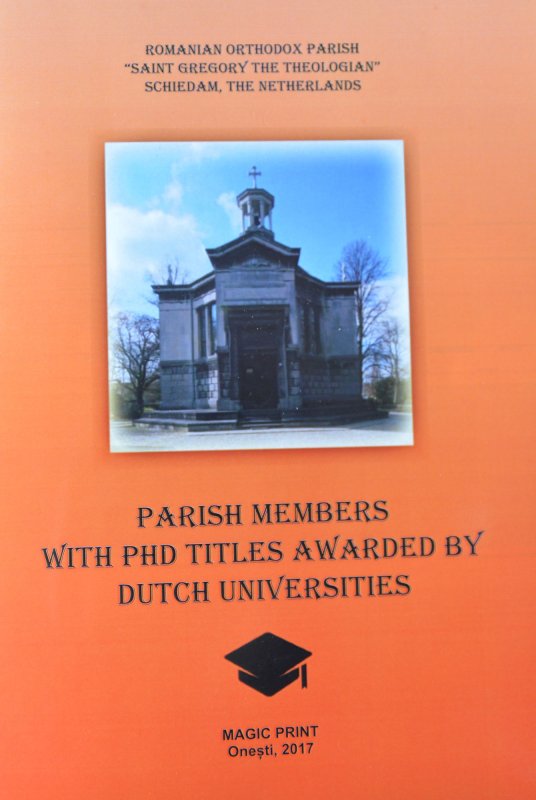 ROMANIAN ORTHODOX PARISH
“SAINT GREGORY THE THEOLOGIAN”
SCHIEDAM, THE NETHERLANDS
PARISH MEMBERS
WITH PHD TITLES AWARDED BY
DUTCH UNIVERSITIES
MAGIC PRINT
Onești, 2017